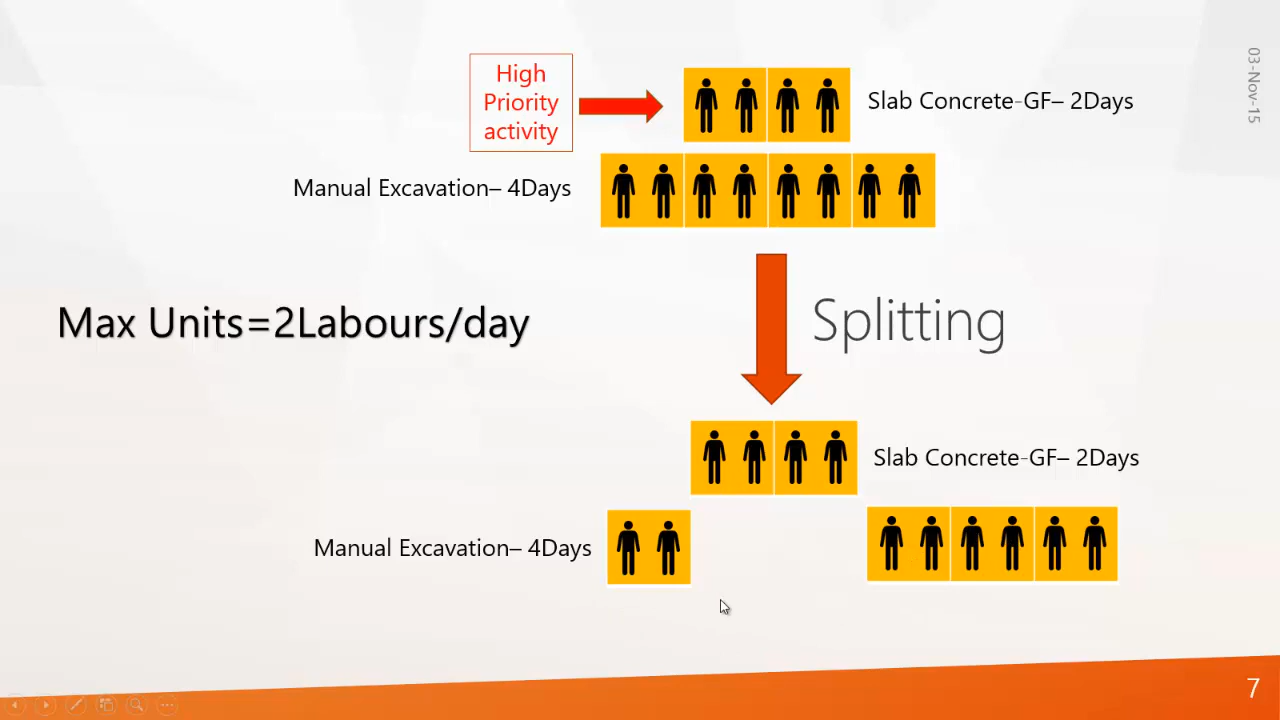 03-Nov-15
High
Priority
activity
Slab Concrete-GF– 2Days
Manual Excavation– 4Days
Max Units=2Labours/day
Splitting
Slab Concrete-GF– 2Days
Manual Excavation– 4Days
7